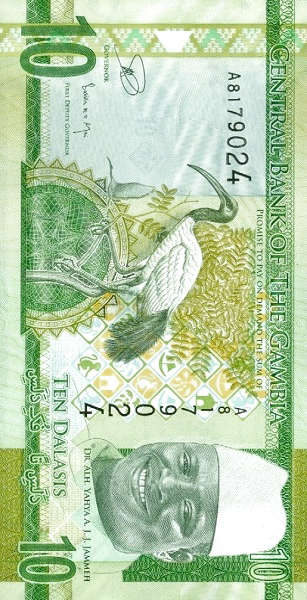 CENTRAL BANK OF THE GAMBIA
PROMISE TO PAY ON DEMAND THE SUM OF
A8179024
10
GOVERNOR
FIRST DEPUTY GOVERNOR
A8179024
TEN DALASIS
DR. ALH. YAHYA A. J. J. JAMMEH
10
10